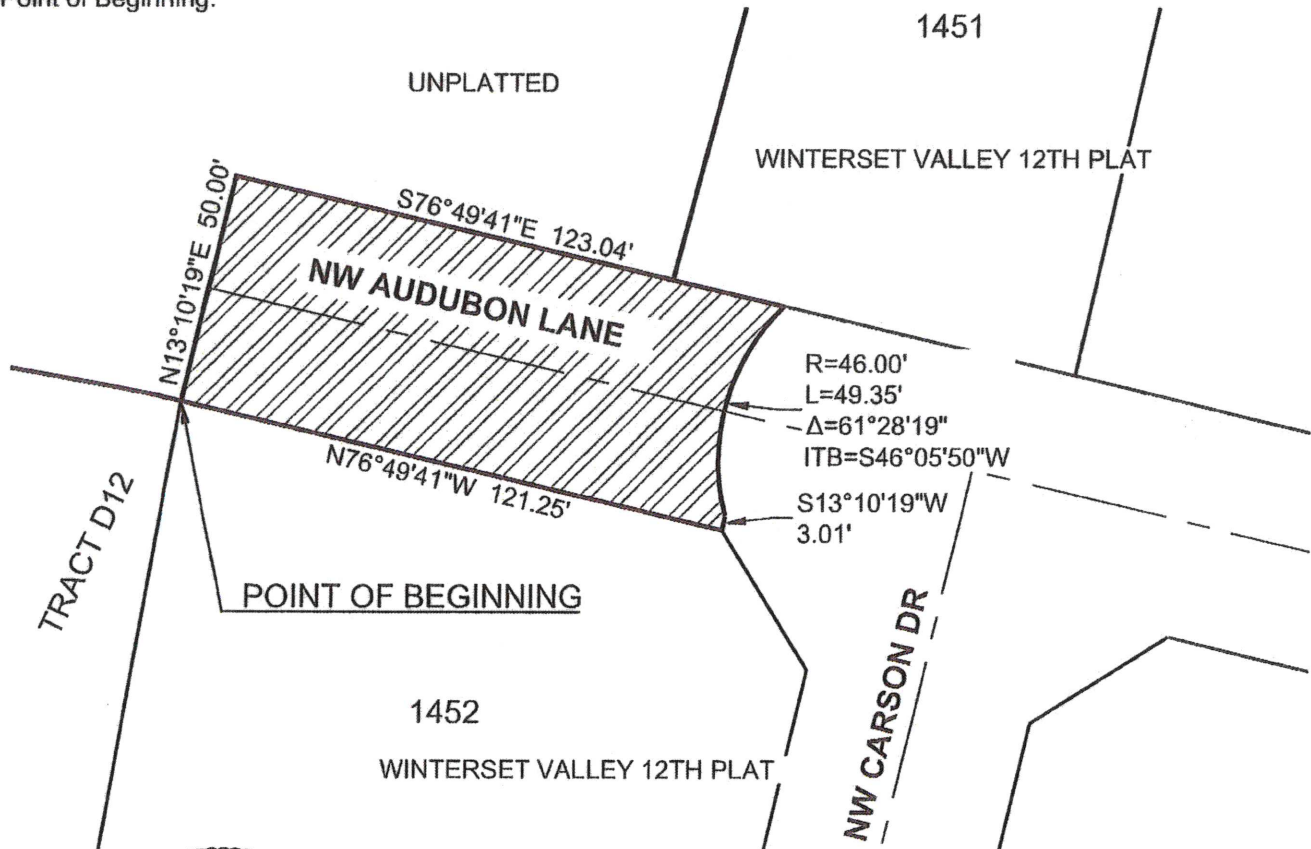 Point of Beginning.
1451
UNPLATTED
WINTERSET VALLEY 12TH PLAT
S76°49'41"E 123.04'
N13°10'19"E 50.00'
NW AUDUBON LANE
R=46.00'
L=49.35'
Δ=61°28'19"
ITB=S46°05'50"W
N76°49'41"W 121.25'
S13°10'19"W
3.01'
TRACT D12
POINT OF BEGINNING
NW CARSON DR
1452
WINTERSET VALLEY 12TH PLAT